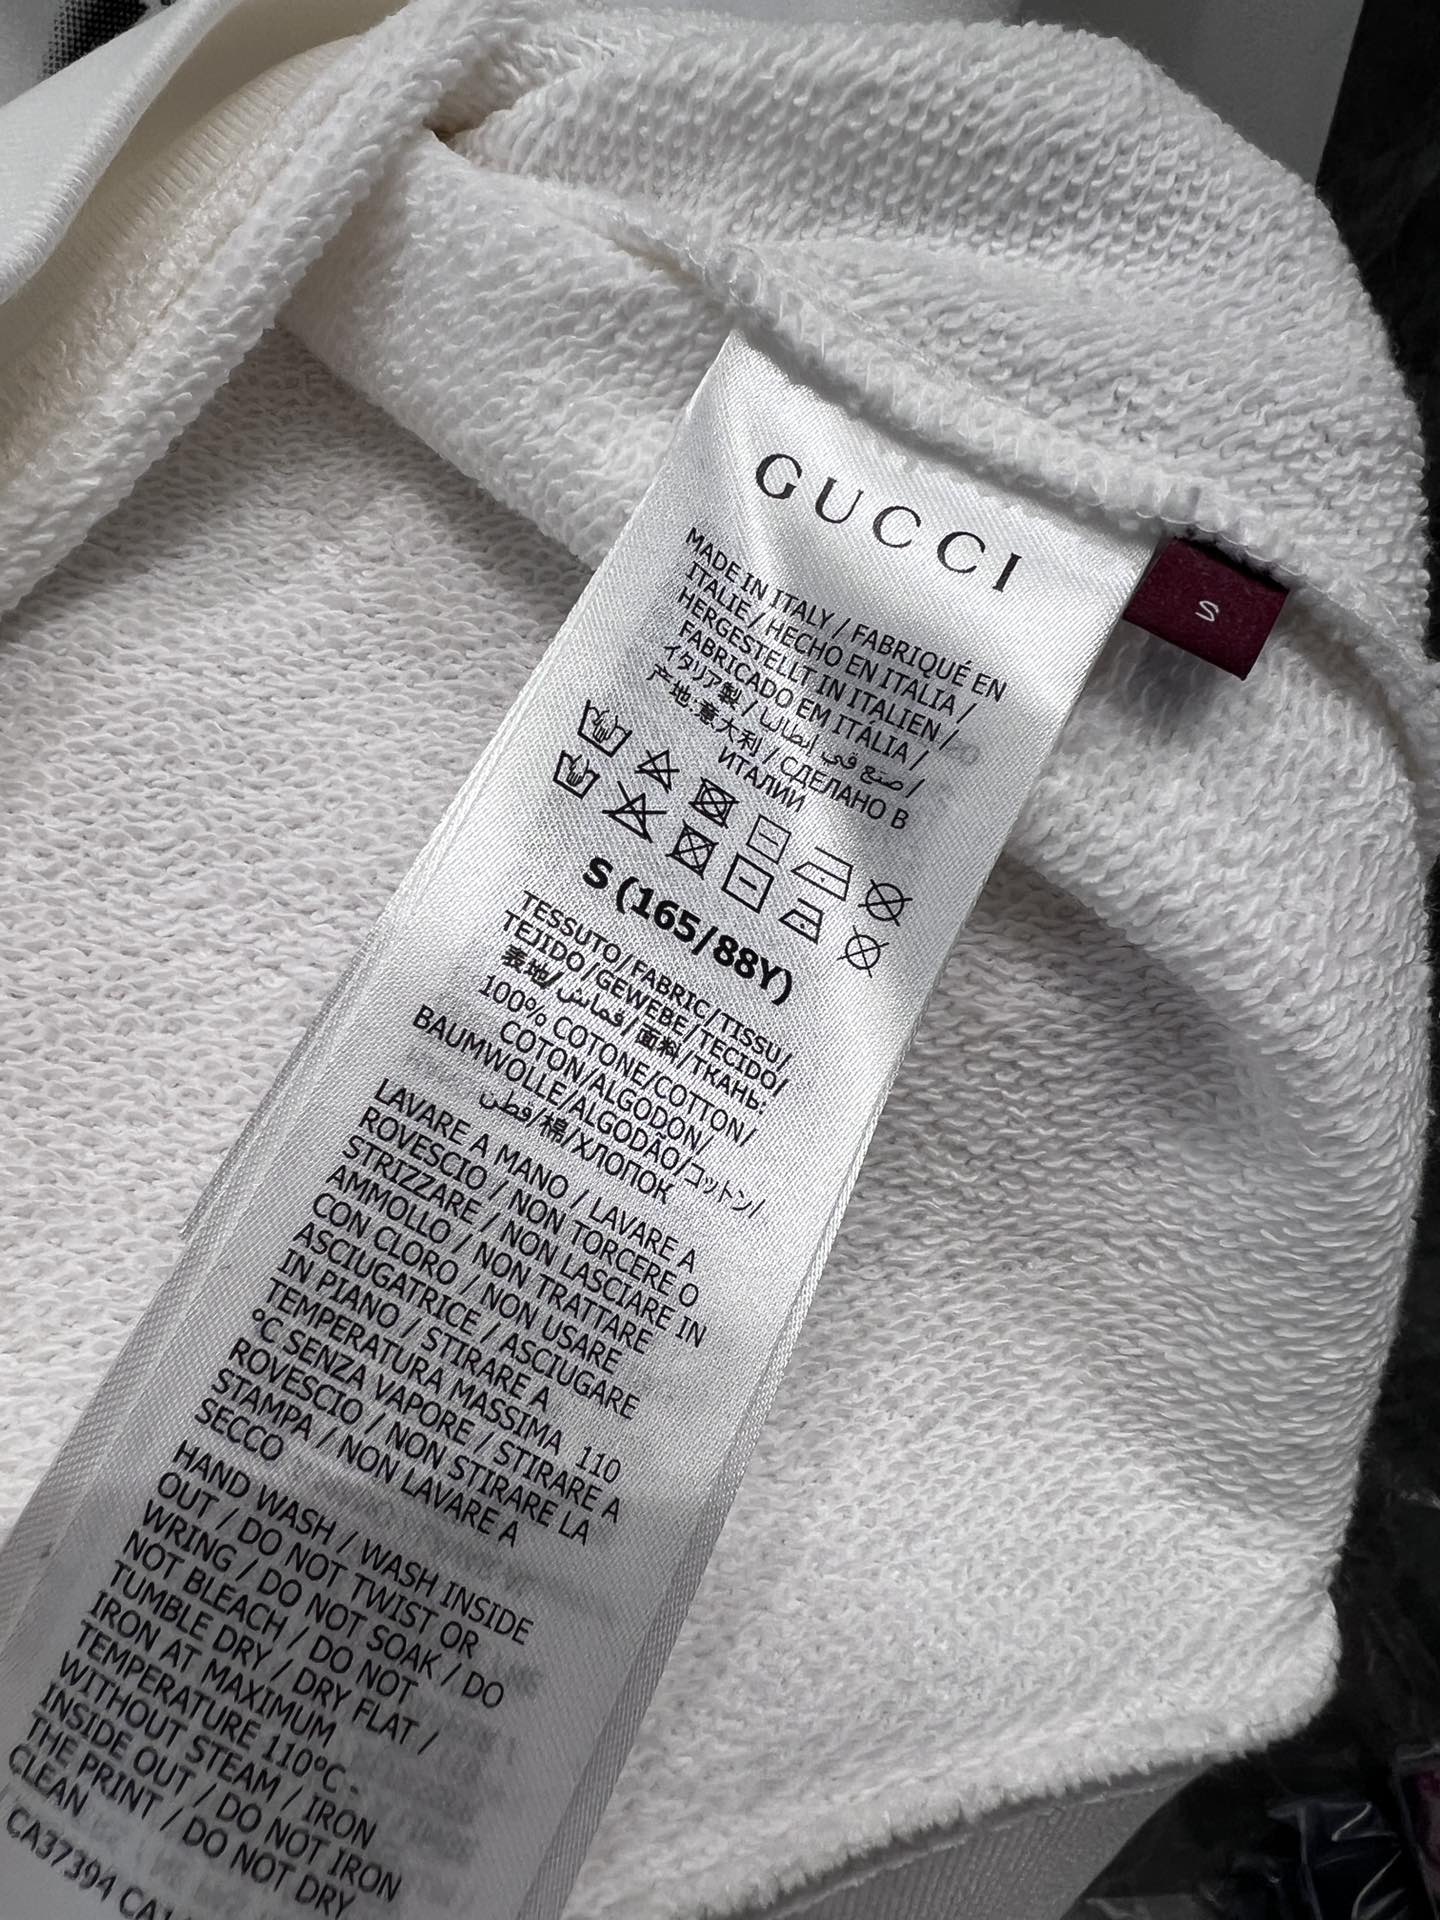 GUCCI
S
MADE IN ITALY / FABRIQUÉ EN
ITALIE / HECHO EN ITALIA /
HERGESTELLT IN ITALIEN /
FABRICADO EM ITÁLIA /
イタリア製 / صنع في إيطاليا /
产地:意大利 / СДЕЛАНО В
ИТАЛИИ
S (165/88Y)
TESSUTO/FABRIC/TISSU/
TEJIDO/GEWEBE/TECIDO/
表地/قماش/面料/ТКАНЬ:
100% COTONE/COTTON/
COTON/ALGODON/
BAUMWOLLE/ALGODÃO/コットン/
قطن/棉/ХЛОПОК
LAVARE A MANO / LAVARE A
ROVESCIO / NON TORCERE O
STRIZZARE / NON LASCIARE IN
AMMOLLO / NON TRATTARE
CON CLORO / NON USARE
ASCIUGATRICE / ASCIUGARE
IN PIANO / STIRARE A
TEMPERATURA MASSIMA 110
°C SENZA VAPORE / STIRARE A
ROVESCIO / NON STIRARE LA
STAMPA / NON LAVARE A
SECCO
HAND WASH / WASH INSIDE
OUT / DO NOT TWIST OR
WRING / DO NOT SOAK / DO
NOT BLEACH / DO NOT
TUMBLE DRY / DRY FLAT /
IRON AT MAXIMUM
TEMPERATURE 110°C -
WITHOUT STEAM / IRON
INSIDE OUT / DO NOT IRON
THE PRINT / DO NOT DRY
CLEAN
CA37394